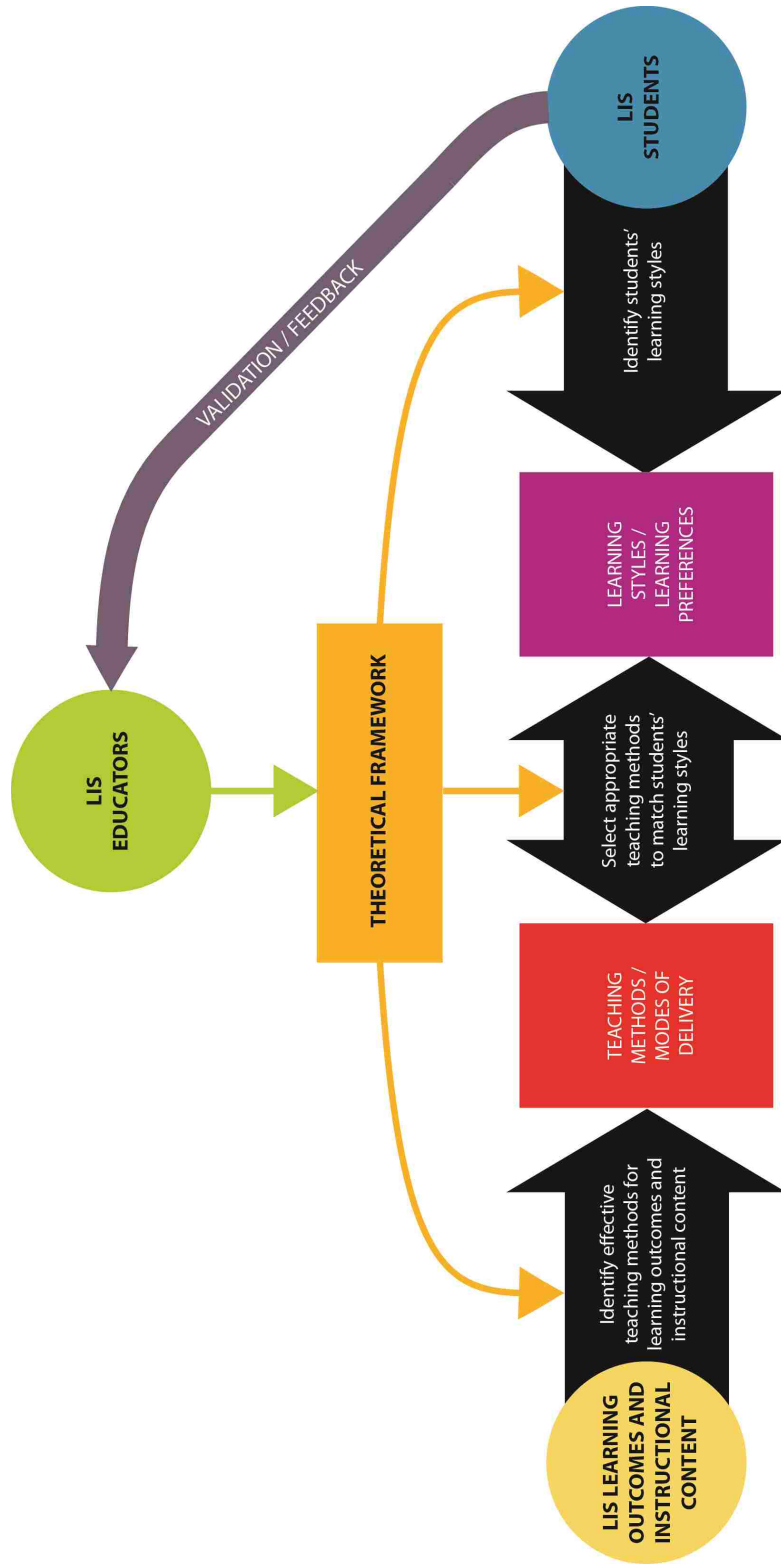 LIS
EDUCATORS
VALIDATION / FEEDBACK
THEORETICAL FRAMEWORK
LIS LEARNING
OUTCOMES AND
INSTRUCTIONAL
CONTENT
Identify effective
teaching methods for
learning outcomes and
instructional content
TEACHING
METHODS /
MODES OF
DELIVERY
Select appropriate
teaching methods
to match students’
learning styles
LEARNING
STYLES /
LEARNING
PREFERENCES
Identify students’
learning styles
LIS
STUDENTS